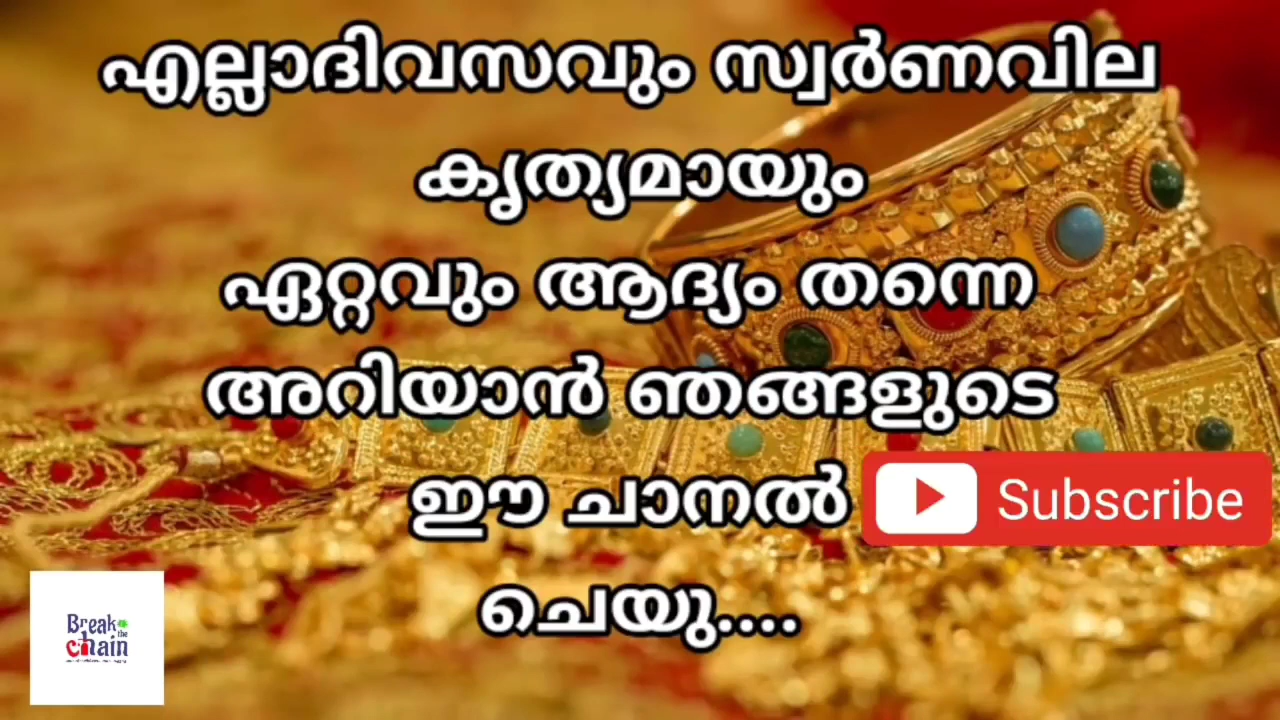 എല്ലാദിവസവും സ്വർണവില
കൃത്യമായും
ഏറ്റവും ആദ്യം തന്നെ
അറിയാൻ ഞങ്ങളുടെ
ഈ ചാനൽ Subscribe
ചെയു....
Break
the
chain